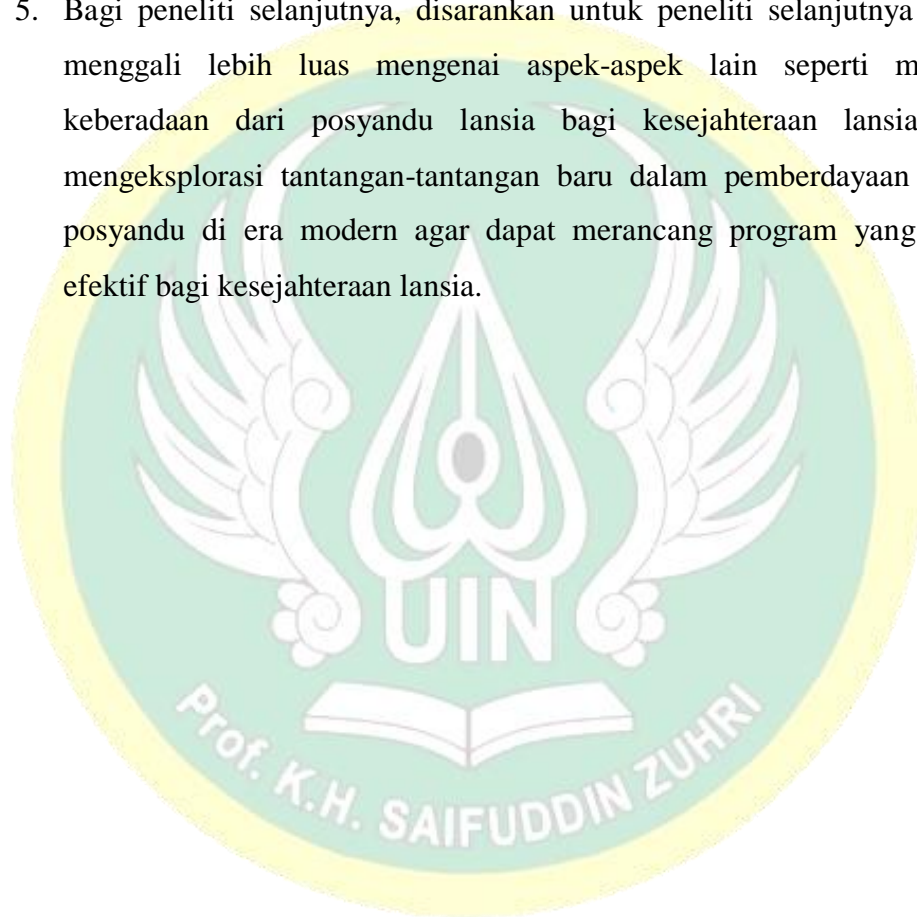 5. Bagi peneliti selanjutnya, disarankan untuk peneliti selanjutnya
menggali lebih luas mengenai aspek-aspek lain seperti
keberadaan dari posyandu lansia bagi kesejahteraan lansia
mengeksplorasi tantangan-tantangan baru dalam pemberdayaan
posyandu di era modern agar dapat merancang program yang
efektif bagi kesejahteraan lansia.
UIN
Prof. K.H. SAIFUDDIN ZUHRI